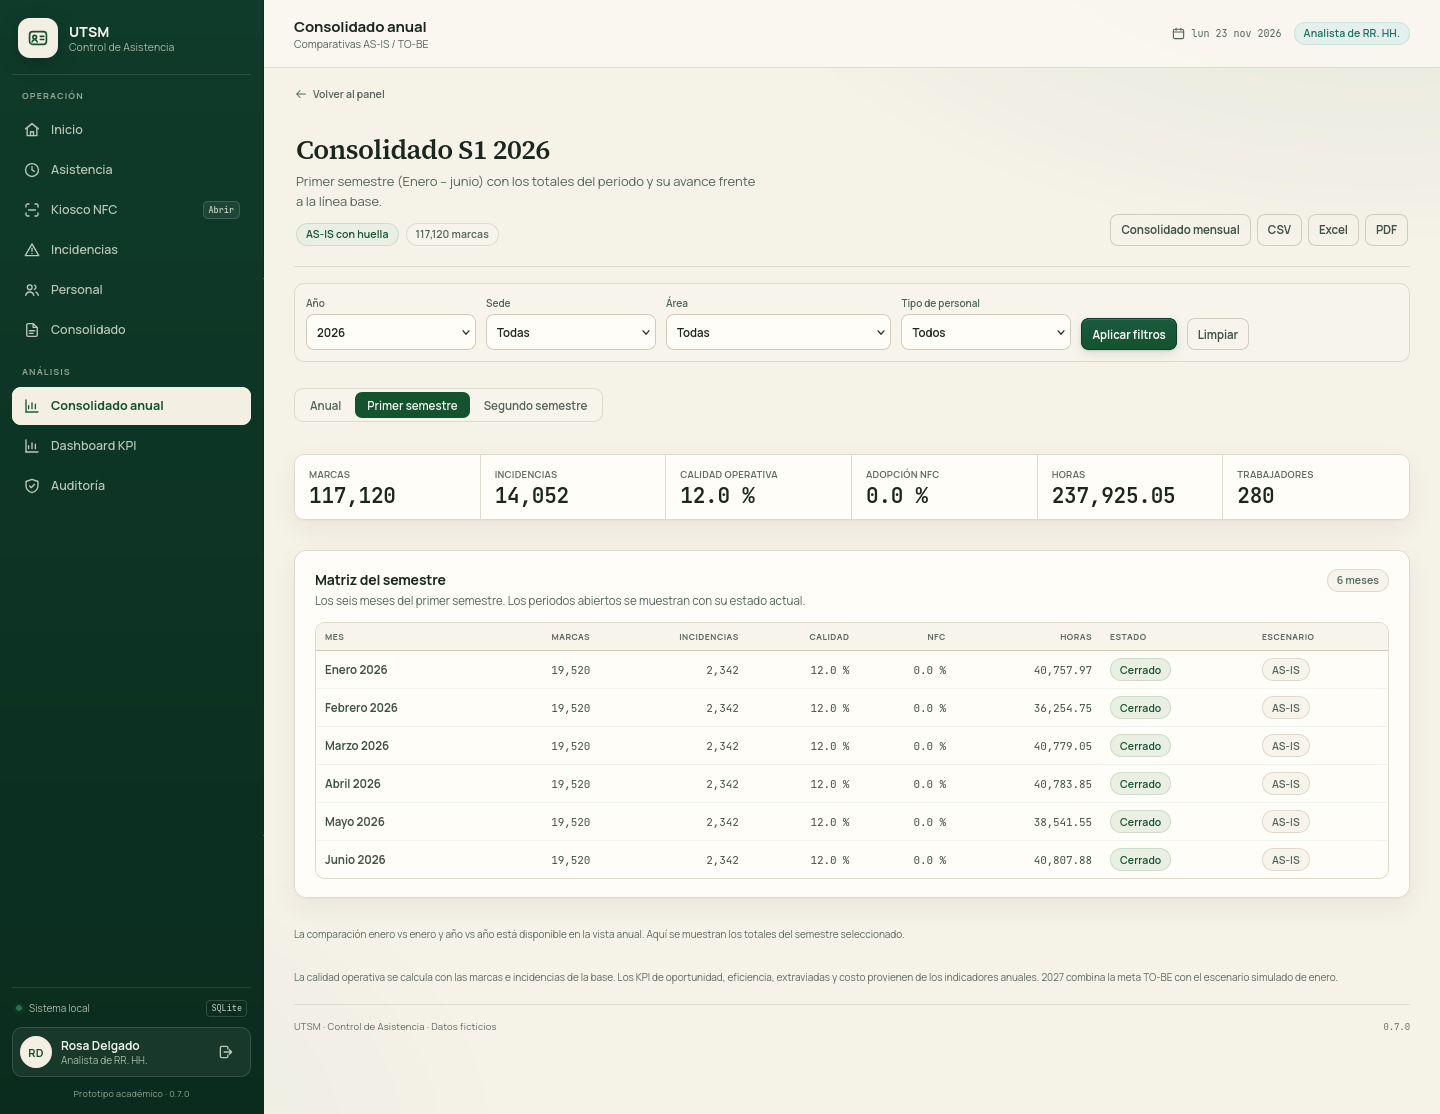 UTSM
Control de Asistencia
OPERACIÓN
Inicio
Asistencia
Kiosco NFC Abrir
Incidencias
Personal
Consolidado
ANÁLISIS
Consolidado anual
Dashboard KPI
Auditoría
Sistema local SQLite
RD
Rosa Delgado
Analista de RR. HH.
Prototipo académico · 0.7.0
Consolidado anual
Comparativas AS-IS / TO-BE
lun 23 nov 2026 Analista de RR. HH.
Volver al panel
Consolidado S1 2026
Primer semestre (Enero – junio) con los totales del periodo y su avance frente
a la línea base.
AS-IS con huella 117,120 marcas
Consolidado mensual CSV Excel PDF
Año Sede Área Tipo de personal
2026 Todas Todas Todos Aplicar filtros Limpiar
Anual Primer semestre Segundo semestre
MARCAS INCIDENCIAS CALIDAD OPERATIVA ADOPCIÓN NFC HORAS TRABAJADORES
117,120 14,052 12.0 % 0.0 % 237,925.05 280
Matriz del semestre 6 meses
Los seis meses del primer semestre. Los periodos abiertos se muestran con su estado actual.
MES MARCAS INCIDENCIAS CALIDAD NFC HORAS ESTADO ESCENARIO
Enero 2026 19,520 2,342 12.0 % 0.0 % 40,757.97 Cerrado AS-IS
Febrero 2026 19,520 2,342 12.0 % 0.0 % 36,254.75 Cerrado AS-IS
Marzo 2026 19,520 2,342 12.0 % 0.0 % 40,779.05 Cerrado AS-IS
Abril 2026 19,520 2,342 12.0 % 0.0 % 40,783.85 Cerrado AS-IS
Mayo 2026 19,520 2,342 12.0 % 0.0 % 38,541.55 Cerrado AS-IS
Junio 2026 19,520 2,342 12.0 % 0.0 % 40,807.88 Cerrado AS-IS
La comparación enero vs enero y año vs año está disponible en la vista anual. Aquí se muestran los totales del semestre seleccionado.
La calidad operativa se calcula con las marcas e incidencias de la base. Los KPI de oportunidad, eficiencia, extraviadas y costo provienen de los indicadores anuales. 2027 combina la meta TO-BE con el escenario simulado de enero.
UTSM · Control de Asistencia · Datos ficticios 0.7.0